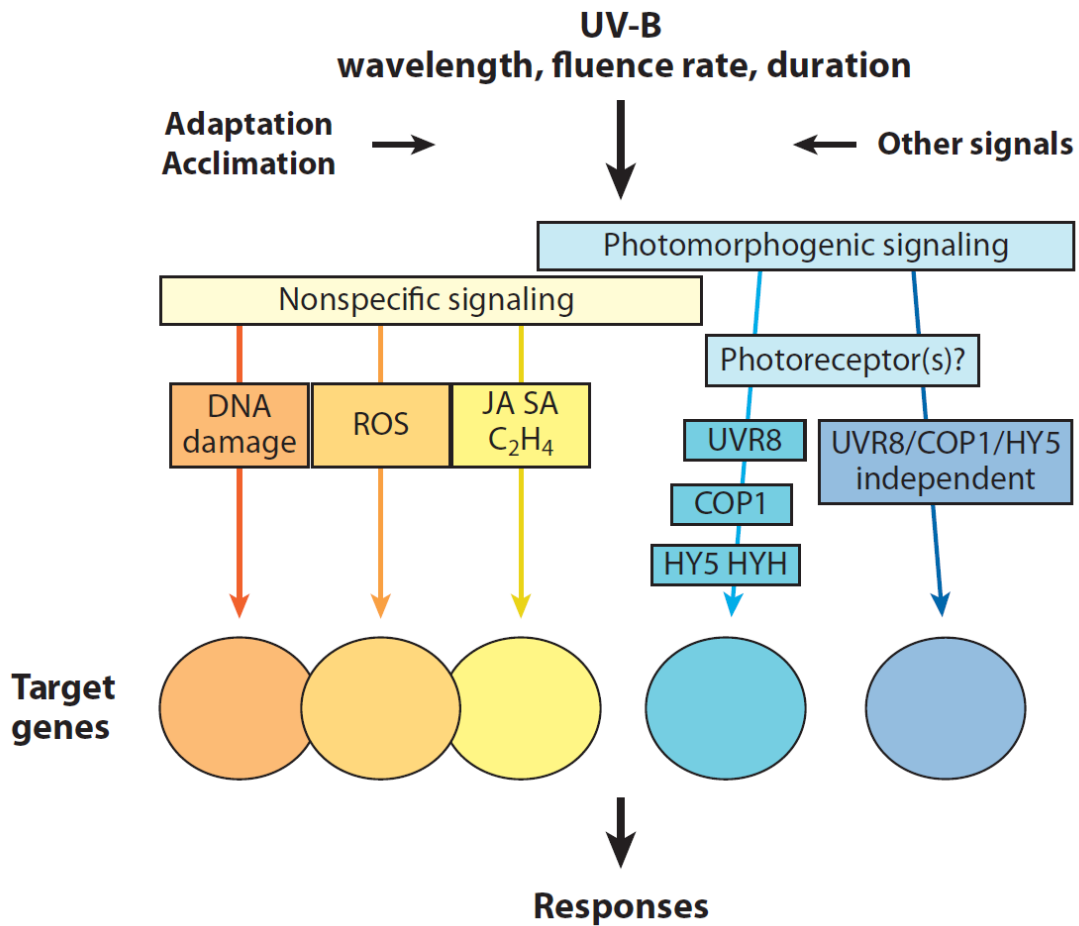 UV-B
wavelength, fluence rate, duration
Adaptation
Acclimation
Other signals
Photomorphogenic signaling
Nonspecific signaling
Photoreceptor(s)?
DNA
damage
ROS
JA SA
C₂H₄
UVR8
UVR8/COP1/HY5
independent
COP1
HY5 HYH
Target
genes
Responses